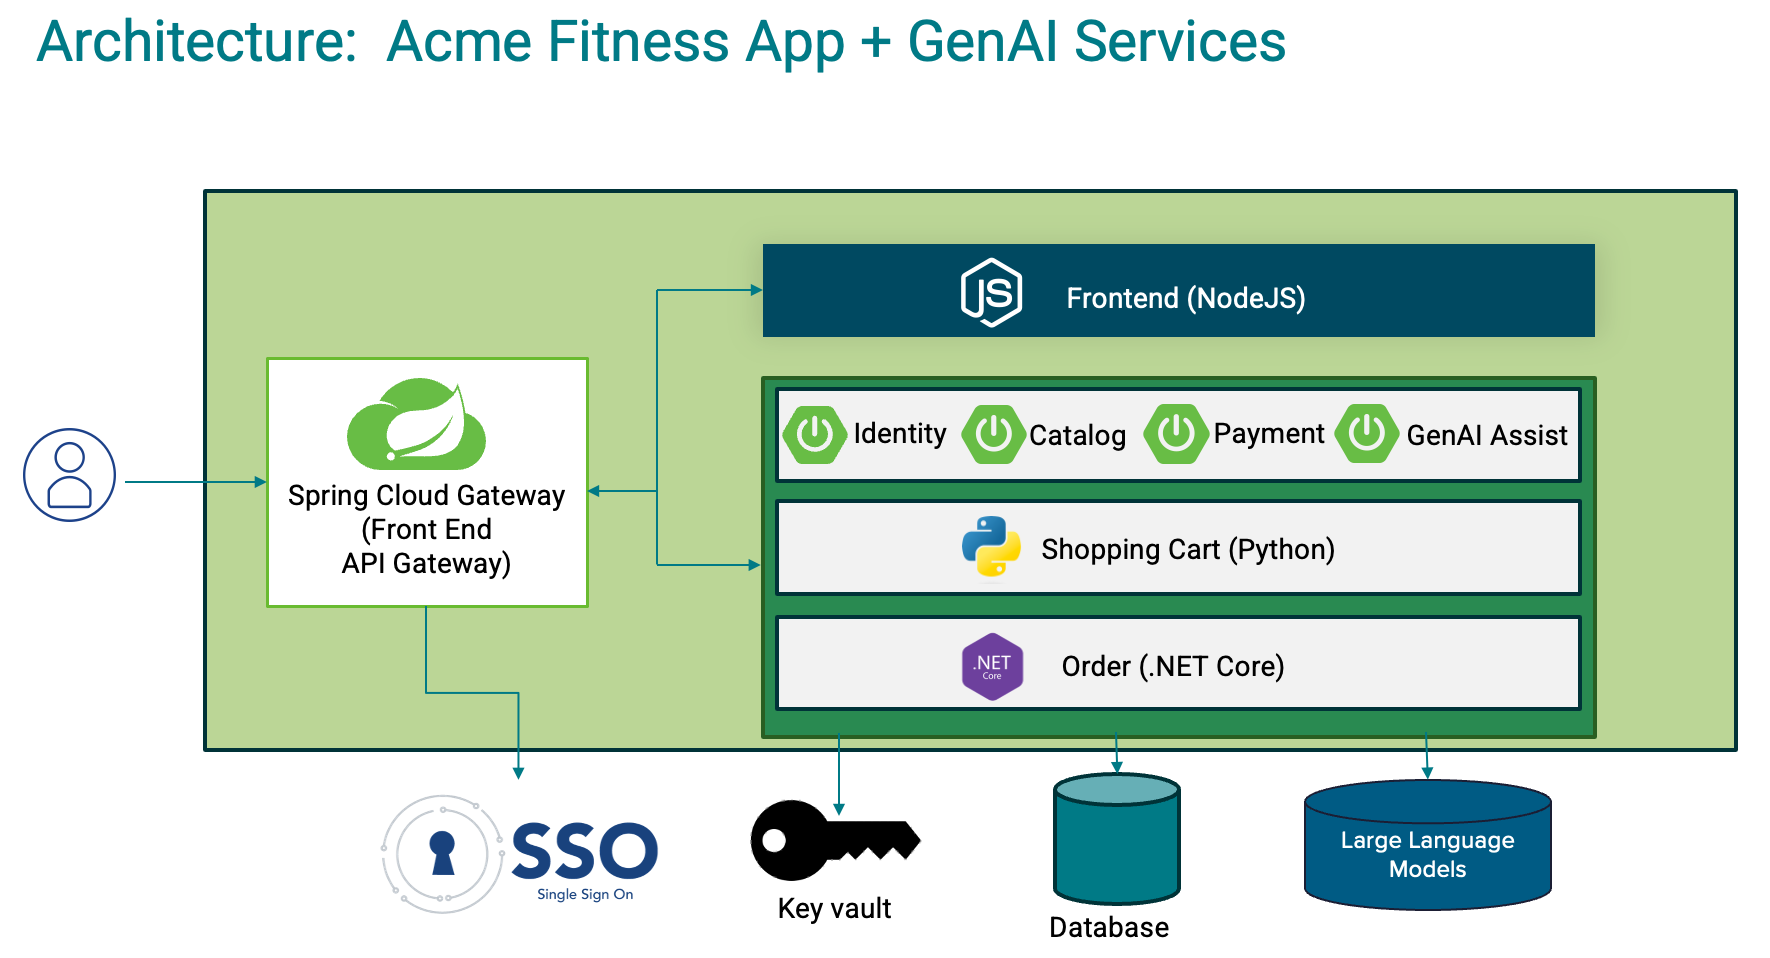 Architecture:  Acme Fitness App + GenAI Services
JS
Frontend (NodeJS)
Spring Cloud Gateway
(Front End
API Gateway)
Identity
Catalog
Payment
GenAI Assist
Shopping Cart (Python)
.NET
Core
Order (.NET Core)
SSO
Single Sign On
Key vault
Database
Large Language
Models